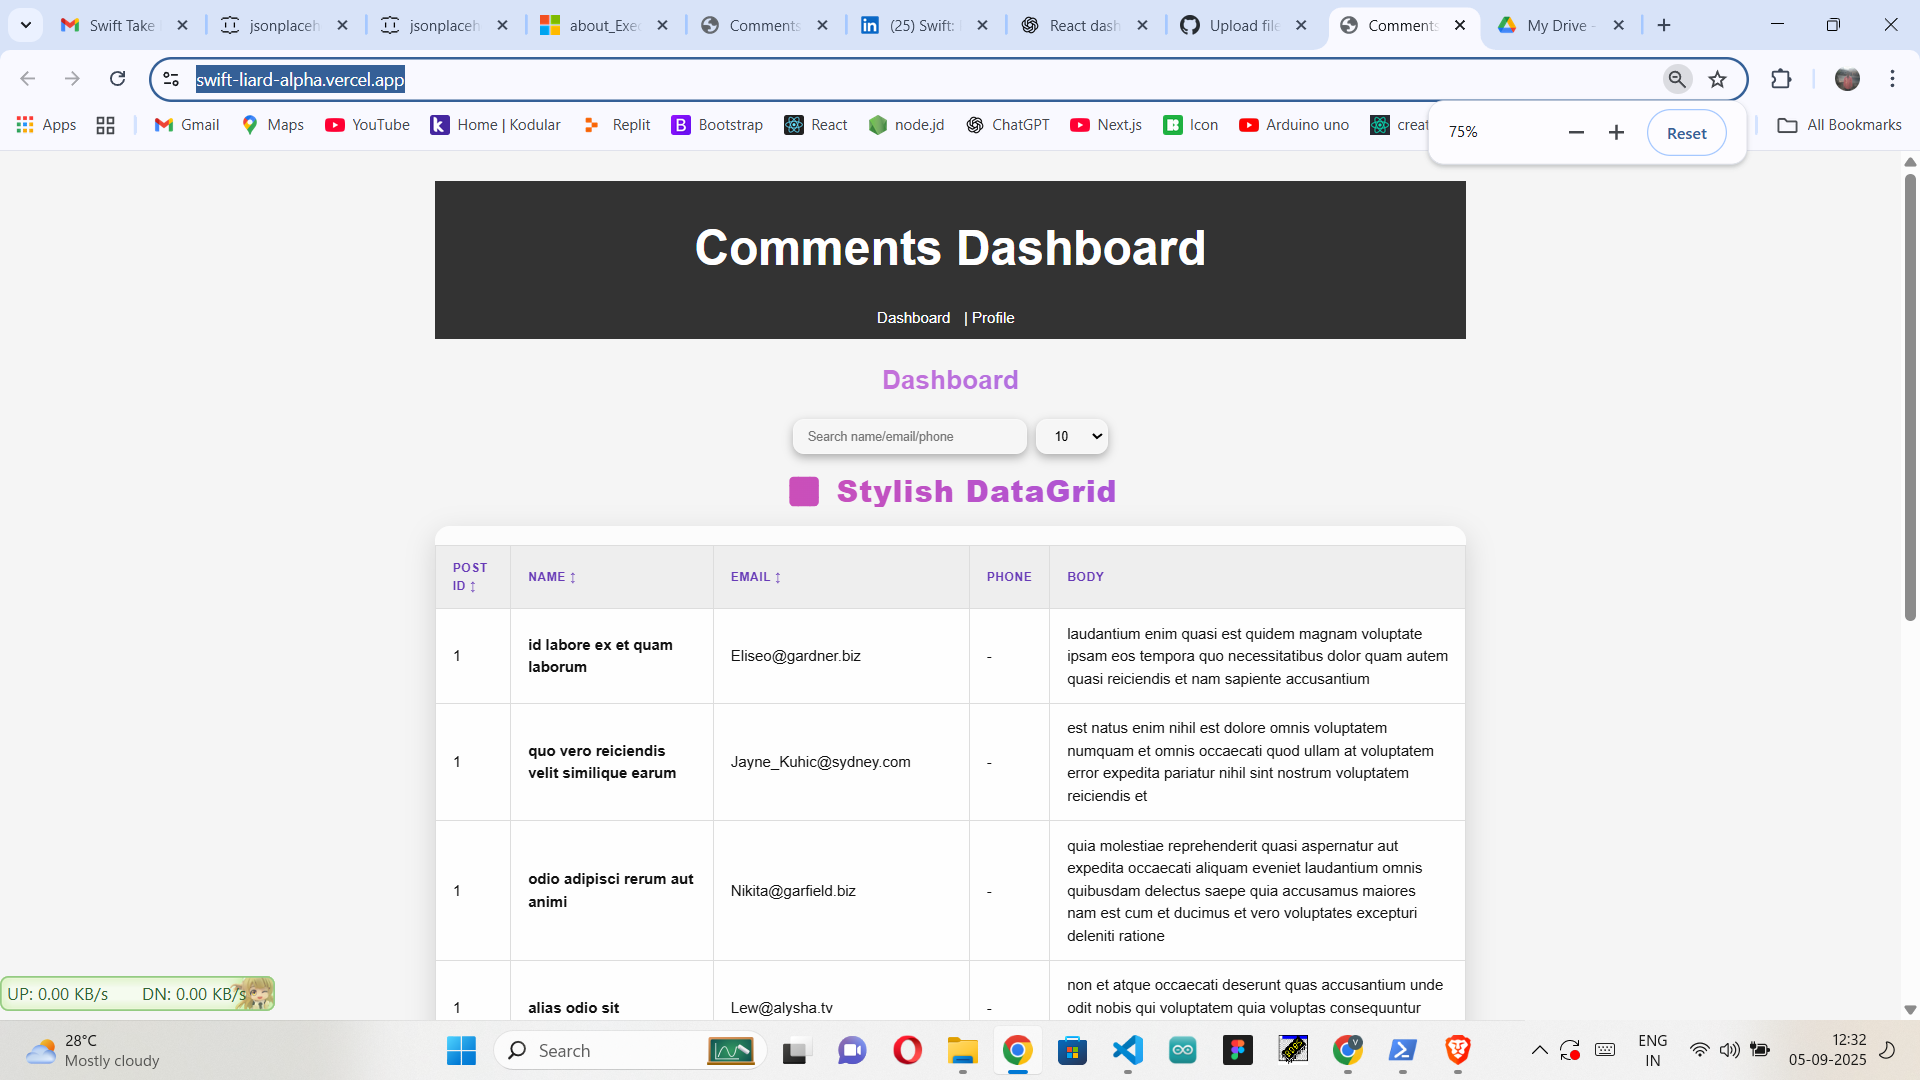 Swift Take
jsonplaceh
jsonplaceh
about_Exec
Comments
(25) Swift:
React dash
Upload file
Comments
My Drive -
swift-liard-alpha.vercel.app
Apps
Gmail
Maps
YouTube
Home | Kodular
Replit
Bootstrap
React
node.jd
ChatGPT
Next.js
Icon
Arduino uno
creat
All Bookmarks
75%
Reset
Comments Dashboard
Dashboard | Profile
Dashboard
Search name/email/phone
10
Stylish DataGrid
POST ID ↕ NAME ↕ EMAIL ↕ PHONE BODY
1
id labore ex et quam
laborum
Eliseo@gardner.biz
-
laudantium enim quasi est quidem magnam voluptate
ipsam eos tempora quo necessitatibus dolor quam autem
quasi reiciendis et nam sapiente accusantium
1
quo vero reiciendis
velit similique earum
Jayne_Kuhic@sydney.com
-
est natus enim nihil est dolore omnis voluptatem
numquam et omnis occaecati quod ullam at voluptatem
error expedita pariatur nihil sint nostrum voluptatem
reiciendis et
1
odio adipisci rerum aut
animi
Nikita@garfield.biz
-
quia molestiae reprehenderit quasi aspernatur aut
expedita occaecati aliquam eveniet laudantium omnis
quibusdam delectus saepe quia accusamus maiores
nam est cum et ducimus et vero voluptates excepturi
deleniti ratione
1
alias odio sit
Lew@alysha.tv
-
non et atque occaecati deserunt quas accusantium unde
odit nobis qui voluptatem quia voluptas consequuntur
UP: 0.00 KB/s DN: 0.00 KB/s
28°C
Mostly cloudy
Search
ENG
IN
12:32
05-09-2025